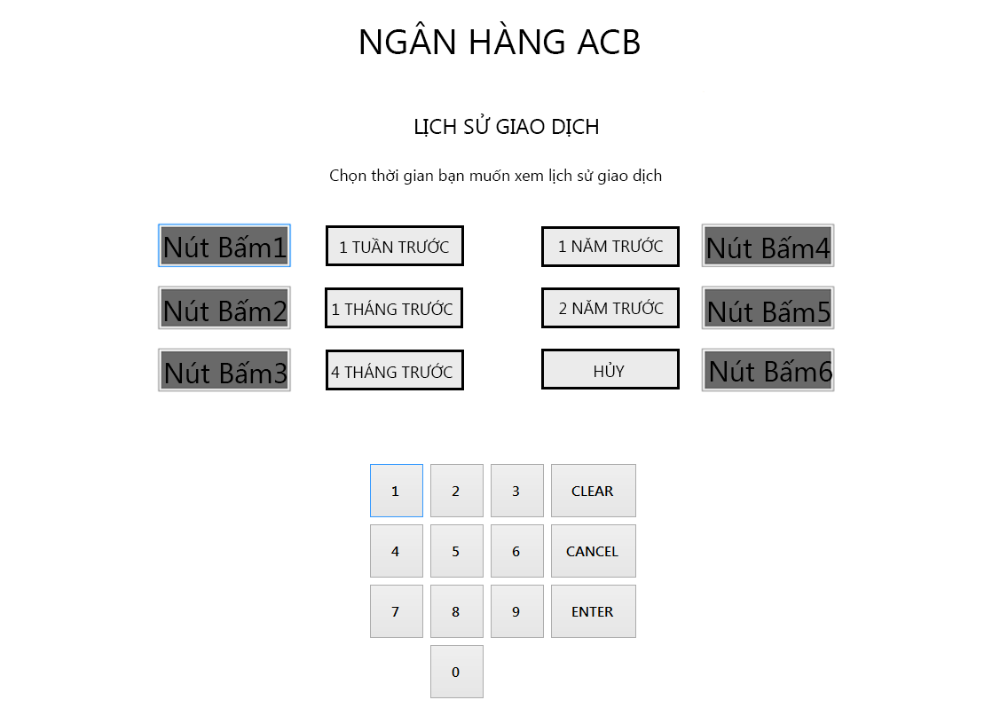 NGÂN HÀNG ACB
LỊCH SỬ GIAO DỊCH
Chọn thời gian bạn muốn xem lịch sử giao dịch
Nút Bấm1 1 TUẦN TRƯỚC 1 NĂM TRƯỚC Nút Bấm4
Nút Bấm2 1 THÁNG TRƯỚC 2 NĂM TRƯỚC Nút Bấm5
Nút Bấm3 4 THÁNG TRƯỚC HỦY Nút Bấm6
1 2 3 CLEAR
4 5 6 CANCEL
7 8 9 ENTER
0